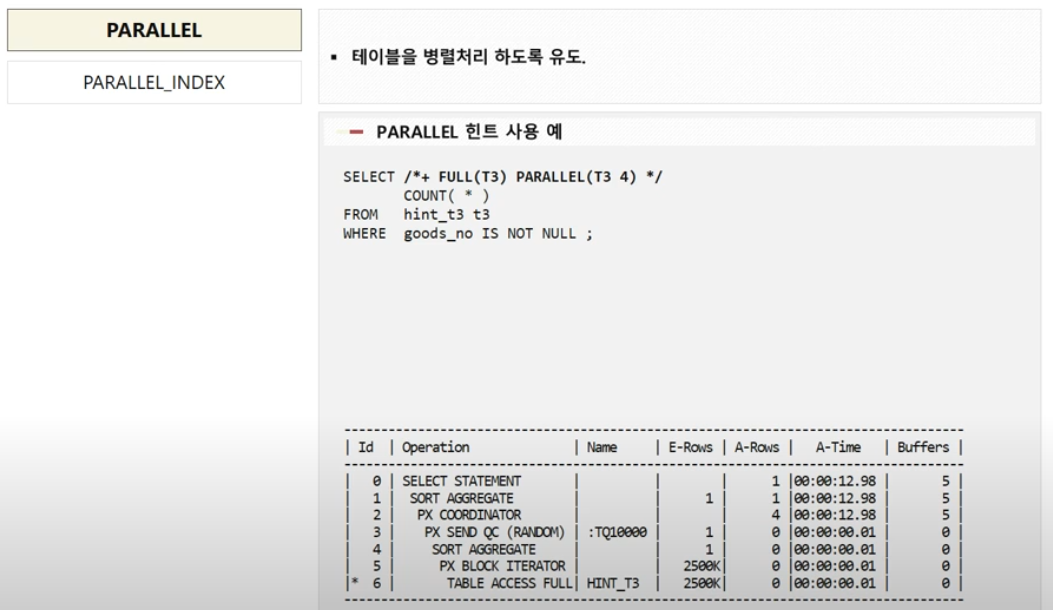 PARALLEL
PARALLEL_INDEX
▪ 테이블을 병렬처리 하도록 유도.
PARALLEL 힌트 사용 예
SELECT /*+ FULL(T3) PARALLEL(T3 4) */
COUNT( * )
FROM hint_t3 t3
WHERE goods_no IS NOT NULL ;
| Id | Operation | Name | E-Rows | A-Rows | A-Time | Buffers |
| 0 | SELECT STATEMENT | | | 1 |00:00:12.98 | 5 |
| 1 | SORT AGGREGATE | | 1 | 1 |00:00:12.98 | 5 |
| 2 | PX COORDINATOR | | | 4 |00:00:12.98 | 5 |
| 3 | PX SEND QC (RANDOM) | :TQ10000 | 1 | 0 |00:00:00.01 | 0 |
| 4 | SORT AGGREGATE | | 1 | 0 |00:00:00.01 | 0 |
| 5 | PX BLOCK ITERATOR | | 2500K| 0 |00:00:00.01 | 0 |
|* 6 | TABLE ACCESS FULL| HINT_T3 | 2500K| 0 |00:00:00.01 | 0 |